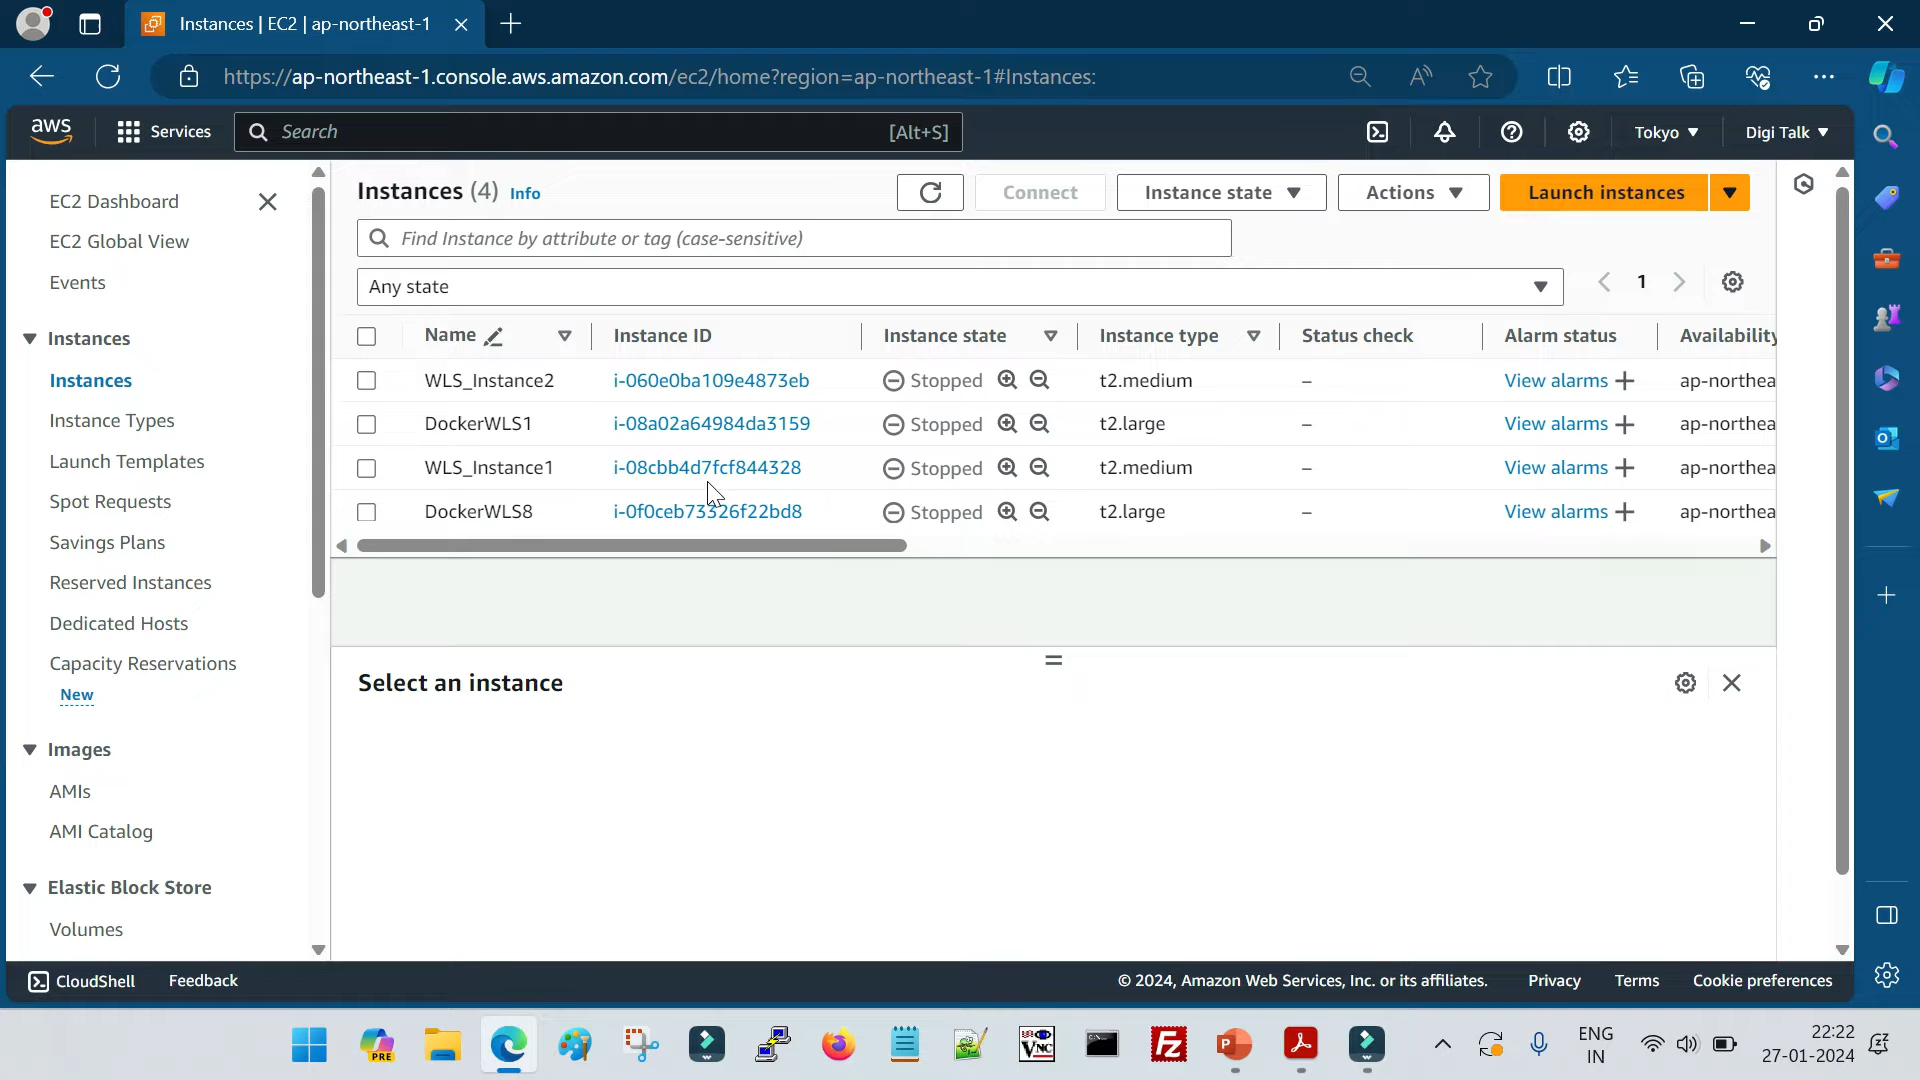 Instances | EC2 | ap-northeast-1
https://ap-northeast-1.console.aws.amazon.com/ec2/home?region=ap-northeast-1#Instances:
aws
Services
Search
[Alt+S]
Tokyo
Digi Talk
EC2 Dashboard
EC2 Global View
Events
Instances
Instances
Instance Types
Launch Templates
Spot Requests
Savings Plans
Reserved Instances
Dedicated Hosts
Capacity Reservations
New
Images
AMIs
AMI Catalog
Elastic Block Store
Volumes
Instances (4) Info
Connect
Instance state
Actions
Launch instances
Find Instance by attribute or tag (case-sensitive)
Any state
1
Name Instance ID Instance state Instance type Status check Alarm status Availability
WLS_Instance2 i-060e0ba109e4873eb Stopped t2.medium – View alarms ap-northea
DockerWLS1 i-08a02a64984da3159 Stopped t2.large – View alarms ap-northea
WLS_Instance1 i-08cbb4d7fcf844328 Stopped t2.medium – View alarms ap-northea
DockerWLS8 i-0f0ceb73326f22bd8 Stopped t2.large – View alarms ap-northea
Select an instance
CloudShell
Feedback
© 2024, Amazon Web Services, Inc. or its affiliates.
Privacy
Terms
Cookie preferences
PRE
VNC
ENG
IN
22:22
27-01-2024